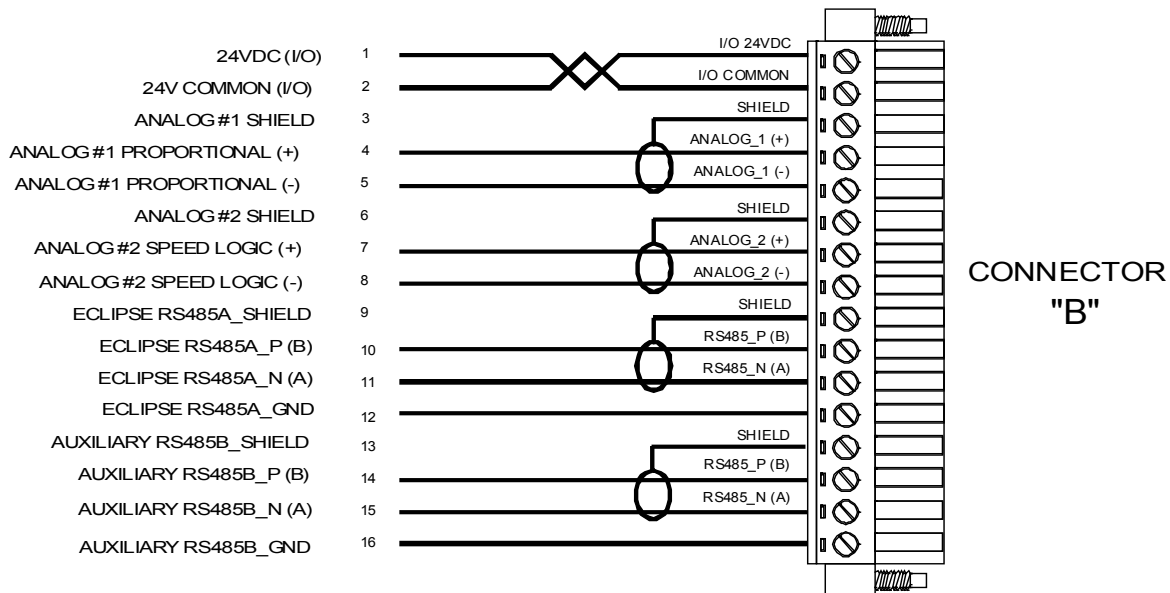 24VDC (I/O) 1 I/O 24VDC
24V COMMON (I/O) 2 I/O COMMON
ANALOG #1 SHIELD 3 SHIELD
ANALOG #1 PROPORTIONAL (+) 4 ANALOG_1 (+)
ANALOG #1 PROPORTIONAL (-) 5 ANALOG_1 (-)
ANALOG #2 SHIELD 6 SHIELD
ANALOG #2 SPEED LOGIC (+) 7 ANALOG_2 (+)
ANALOG #2 SPEED LOGIC (-) 8 ANALOG_2 (-)
ECLIPSE RS485A_SHIELD 9 SHIELD
ECLIPSE RS485A_P (B) 10 RS485_P (B)
ECLIPSE RS485A_N (A) 11 RS485_N (A)
ECLIPSE RS485A_GND 12
AUXILIARY RS485B_SHIELD 13 SHIELD
AUXILIARY RS485B_P (B) 14 RS485_P (B)
AUXILIARY RS485B_N (A) 15 RS485_N (A)
AUXILIARY RS485B_GND 16
CONNECTOR
"B"